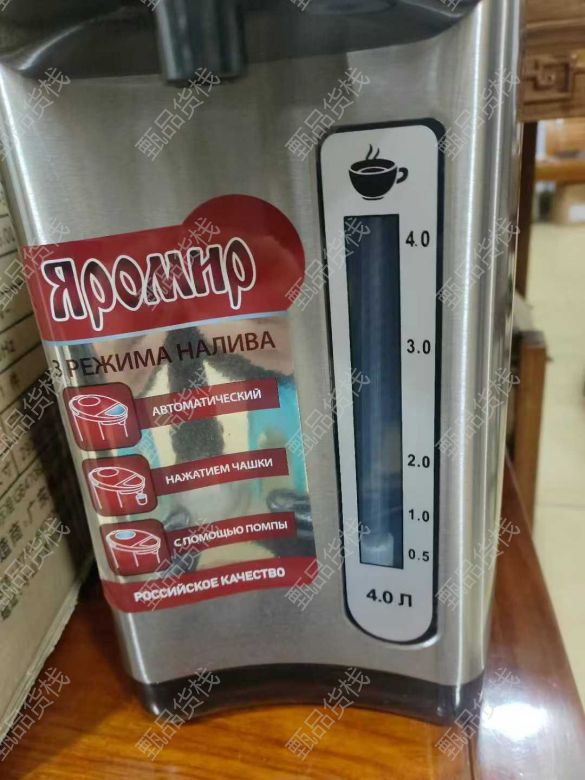 Яромир
3 РЕЖИМА НАЛИВА
АВТОМАТИЧЕСКИЙ
НАЖАТИЕМ ЧАШКИ
С ПОМОЩЬЮ ПОМПЫ
РОССИЙСКОЕ КАЧЕСТВО
4.0
3.0
2.0
1.0
0.5
4.0 Л
甄品货栈